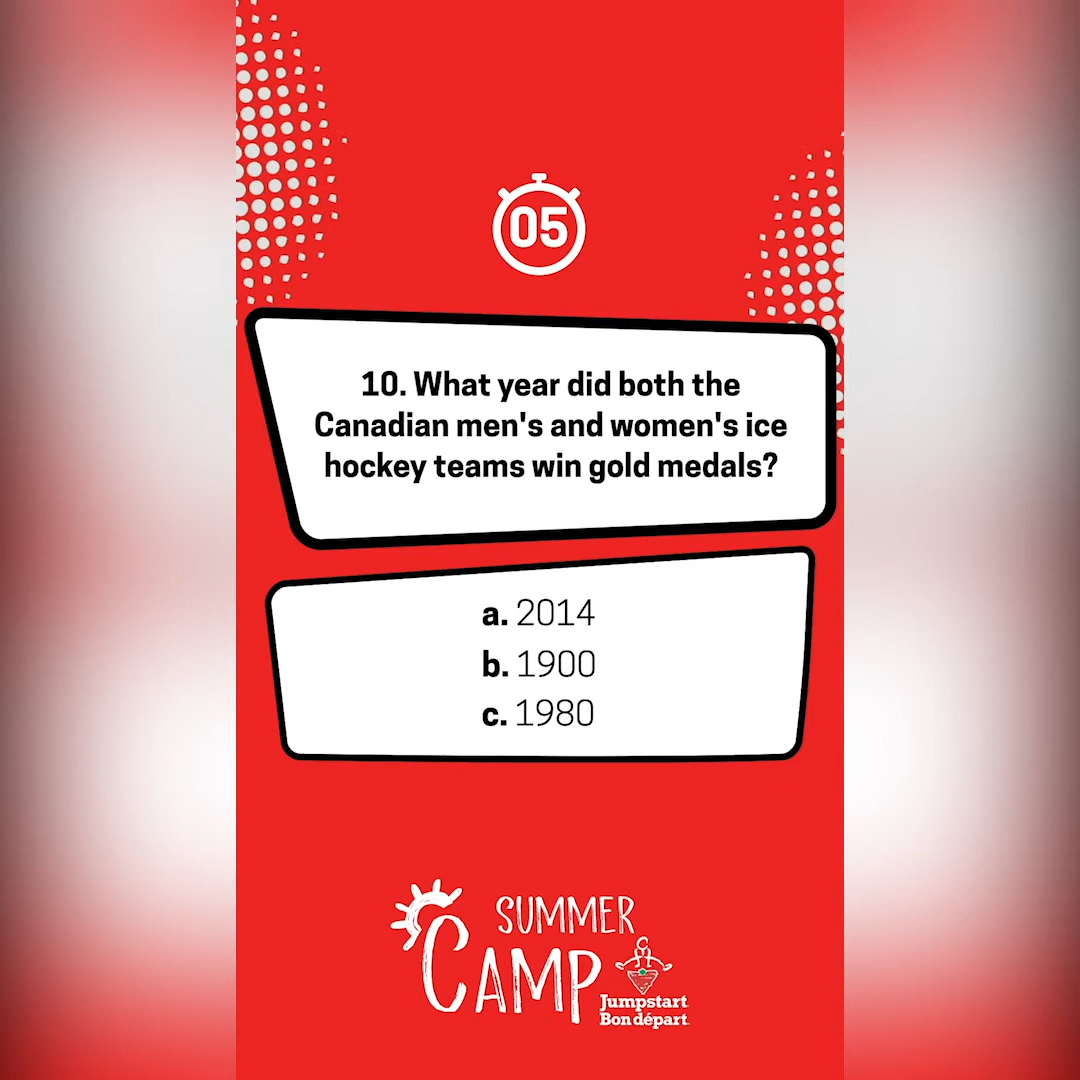 05
10. What year did both the
Canadian men's and women's ice
hockey teams win gold medals?
a. 2014
b. 1900
c. 1980
SUMMER
CAMP
Jumpstart
Bon départ